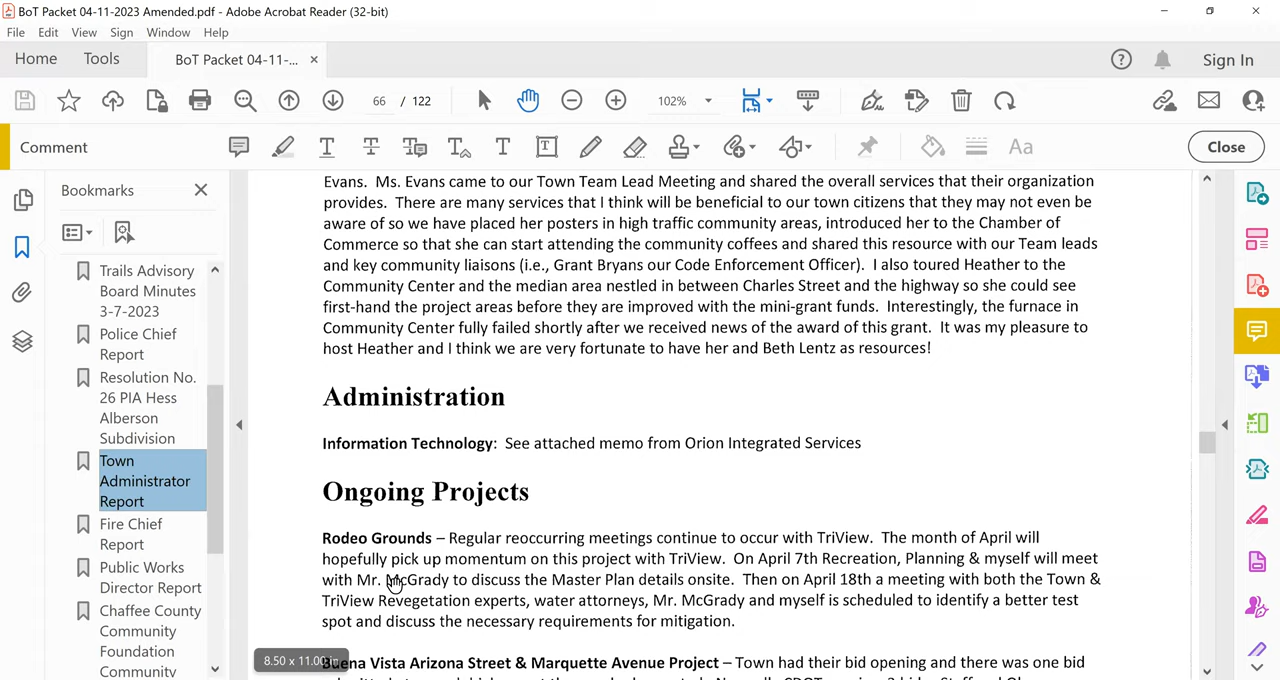 BoT Packet 04-11-2023 Amended.pdf - Adobe Acrobat Reader (32-bit)
File Edit View Sign Window Help
Home Tools BoT Packet 04-11-... × Sign In
66 / 122 102%
Comment Close
Bookmarks
Trails Advisory
Board Minutes
3-7-2023
Police Chief
Report
Resolution No.
26 PIA Hess
Alberson
Subdivision
Town
Administrator
Report
Fire Chief
Report
Public Works
Director Report
Chaffee County
Community
Foundation
Community
Evans. Ms. Evans came to our Town Team Lead Meeting and shared the overall services that their organization
provides. There are many services that I think will be beneficial to our town citizens that they may not even be
aware of so we have placed her posters in high traffic community areas, introduced her to the Chamber of
Commerce so that she can start attending the community coffees and shared this resource with our Team leads
and key community liaisons (i.e., Grant Bryans our Code Enforcement Officer). I also toured Heather to the
Community Center and the median area nestled in between Charles Street and the highway so she could see
first-hand the project areas before they are improved with the mini-grant funds. Interestingly, the furnace in
Community Center fully failed shortly after we received news of the award of this grant. It was my pleasure to
host Heather and I think we are very fortunate to have her and Beth Lentz as resources!
Administration
Information Technology: See attached memo from Orion Integrated Services
Ongoing Projects
Rodeo Grounds – Regular reoccurring meetings continue to occur with TriView. The month of April will
hopefully pick up momentum on this project with TriView. On April 7th Recreation, Planning & myself will meet
with Mr. McGrady to discuss the Master Plan details onsite. Then on April 18th a meeting with both the Town &
TriView Revegetation experts, water attorneys, Mr. McGrady and myself is scheduled to identify a better test
spot and discuss the necessary requirements for mitigation.
8.50 x 11.00 in
Buena Vista Arizona Street & Marquette Avenue Project – Town had their bid opening and there was one bid